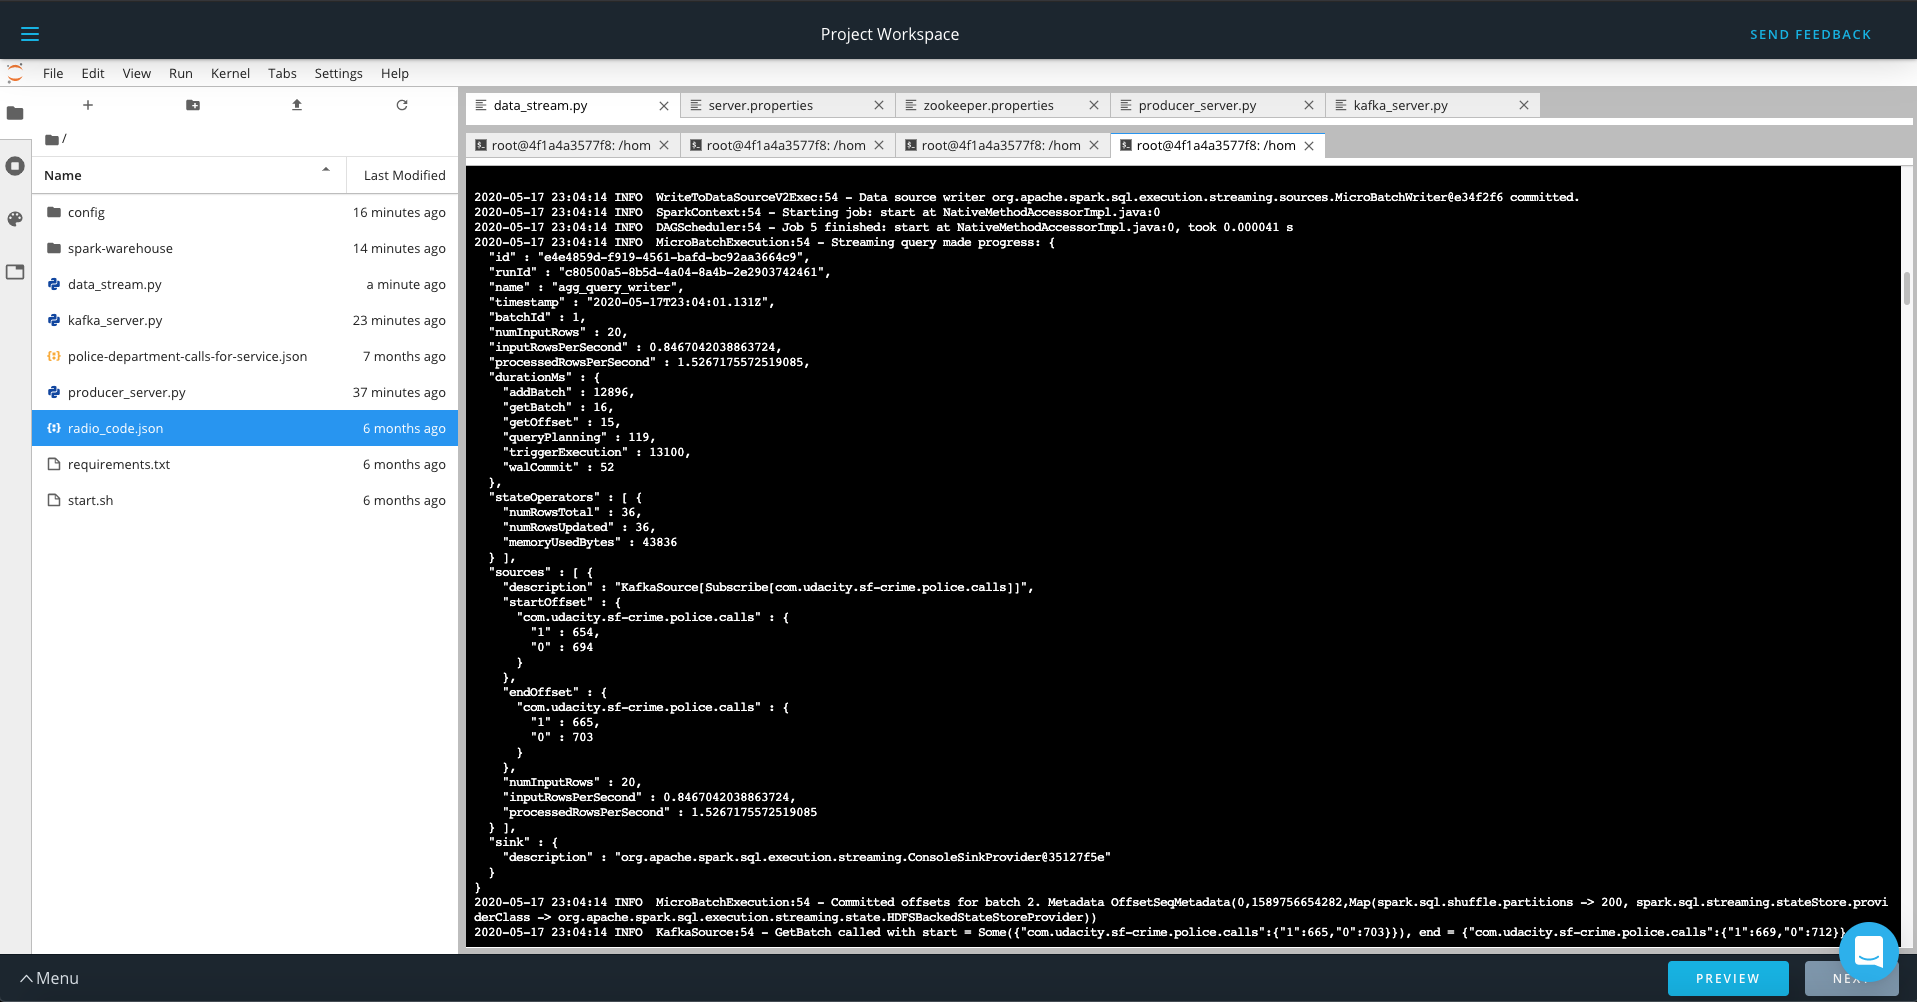 Project Workspace
SEND FEEDBACK
File Edit View Run Kernel Tabs Settings Help
/
Name Last Modified
config 16 minutes ago
spark-warehouse 14 minutes ago
data_stream.py a minute ago
kafka_server.py 23 minutes ago
police-department-calls-for-service.json 7 months ago
producer_server.py 37 minutes ago
radio_code.json 6 months ago
requirements.txt 6 months ago
start.sh 6 months ago
data_stream.py server.properties zookeeper.properties producer_server.py kafka_server.py
root@4f1a4a3577f8: /hom root@4f1a4a3577f8: /hom root@4f1a4a3577f8: /hom root@4f1a4a3577f8: /hom
2020-05-17 23:04:14 INFO  WriteToDataSourceV2Exec:54 - Data source writer org.apache.spark.sql.execution.streaming.sources.MicroBatchWriter@e34f2f6 committed.
2020-05-17 23:04:14 INFO  SparkContext:54 - Starting job: start at NativeMethodAccessorImpl.java:0
2020-05-17 23:04:14 INFO  DAGScheduler:54 - Job 5 finished: start at NativeMethodAccessorImpl.java:0, took 0.000041 s
2020-05-17 23:04:14 INFO  MicroBatchExecution:54 - Streaming query made progress: {
  "id" : "e4e4859d-f919-4561-bafd-bc92aa3664c9",
  "runId" : "c80500a5-8b5d-4a04-8a4b-2e2903742461",
  "name" : "agg_query_writer",
  "timestamp" : "2020-05-17T23:04:01.131Z",
  "batchId" : 1,
  "numInputRows" : 20,
  "inputRowsPerSecond" : 0.8467042038863724,
  "processedRowsPerSecond" : 1.5267175572519085,
  "durationMs" : {
    "addBatch" : 12896,
    "getBatch" : 16,
    "getOffset" : 15,
    "queryPlanning" : 119,
    "triggerExecution" : 13100,
    "walCommit" : 52
  },
  "stateOperators" : [ {
    "numRowsTotal" : 36,
    "numRowsUpdated" : 36,
    "memoryUsedBytes" : 43836
  } ],
  "sources" : [ {
    "description" : "KafkaSource[Subscribe[com.udacity.sf-crime.police.calls]]",
    "startOffset" : {
      "com.udacity.sf-crime.police.calls" : {
        "1" : 654,
        "0" : 694
      }
    },
    "endOffset" : {
      "com.udacity.sf-crime.police.calls" : {
        "1" : 665,
        "0" : 703
      }
    },
    "numInputRows" : 20,
    "inputRowsPerSecond" : 0.8467042038863724,
    "processedRowsPerSecond" : 1.5267175572519085
  } ],
  "sink" : {
    "description" : "org.apache.spark.sql.execution.streaming.ConsoleSinkProvider@35127f5e"
  }
}
2020-05-17 23:04:14 INFO  MicroBatchExecution:54 - Committed offsets for batch 2. Metadata OffsetSeqMetadata(0,1589756654282,Map(spark.sql.shuffle.partitions -> 200, spark.sql.streaming.stateStore.provi
derClass -> org.apache.spark.sql.execution.streaming.state.HDFSBackedStateStoreProvider))
2020-05-17 23:04:14 INFO  KafkaSource:54 - GetBatch called with start = Some({"com.udacity.sf-crime.police.calls":{"1":665,"0":703}}), end = {"com.udacity.sf-crime.police.calls":{"1":669,"0":712}}
Menu
PREVIEW